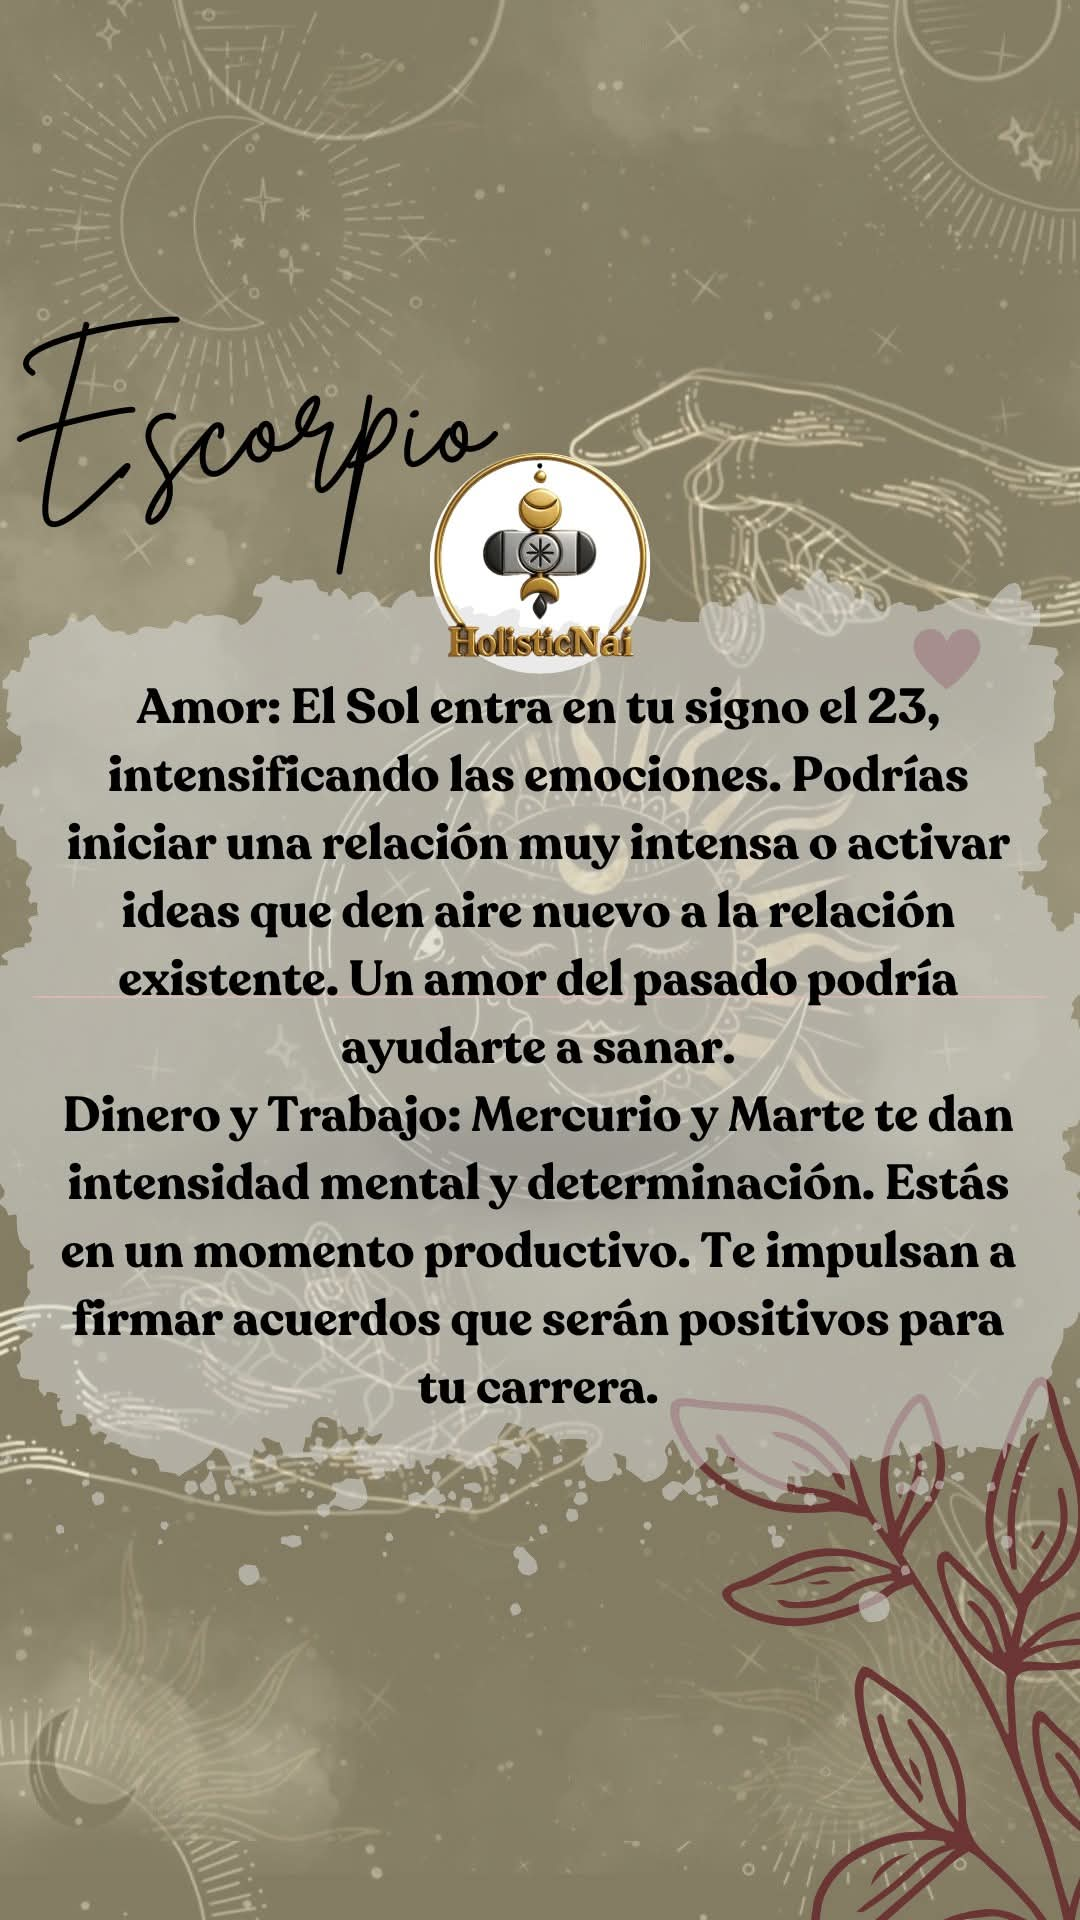 Escorpio
HolisticNai
Amor: El Sol entra en tu signo el 23,
intensificando las emociones. Podrías
iniciar una relación muy intensa o activar
ideas que den aire nuevo a la relación
existente. Un amor del pasado podría
ayudarte a sanar.
Dinero y Trabajo: Mercurio y Marte te dan
intensidad mental y determinación. Estás
en un momento productivo. Te impulsan a
firmar acuerdos que serán positivos para
tu carrera.